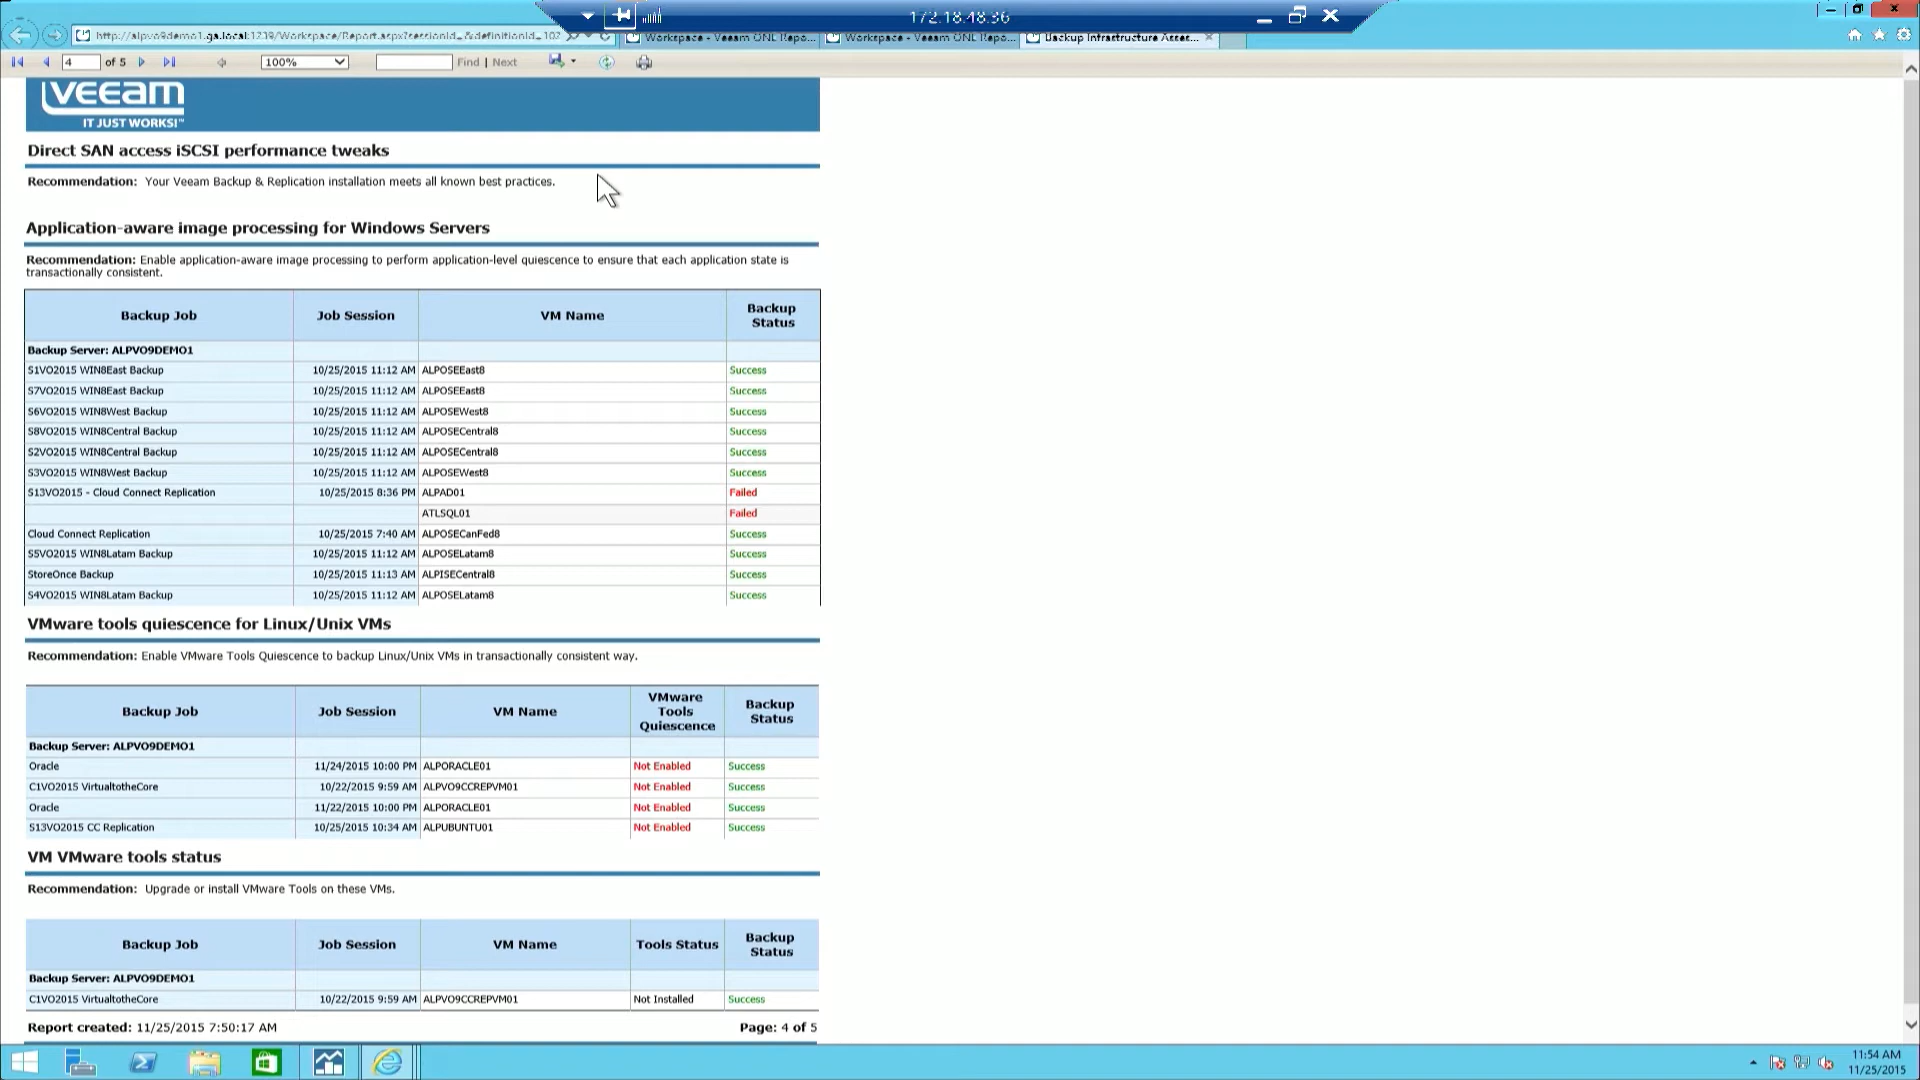 172.18.48.36
Workspace - Veeam ONE Repo...
Workspace - Veeam ONE Repo...
Backup Infrastructure Asses...
4 of 5
100%
Find | Next
veeam
IT JUST WORKS!™
Direct SAN access iSCSI performance tweaks
Recommendation: Your Veeam Backup & Replication installation meets all known best practices.
Application-aware image processing for Windows Servers
Recommendation: Enable application-aware image processing to perform application-level quiescence to ensure that each application state is
transactionally consistent.
Backup Job Job Session VM Name Backup Status
Backup Server: ALPVO9DEMO1
S1VO2015 WIN8East Backup 10/25/2015 11:12 AM ALPOSEEast8 Success
S7VO2015 WIN8East Backup 10/25/2015 11:12 AM ALPOSEEast8 Success
S6VO2015 WIN8West Backup 10/25/2015 11:12 AM ALPOSEWest8 Success
S8VO2015 WIN8Central Backup 10/25/2015 11:12 AM ALPOSECentral8 Success
S2VO2015 WIN8Central Backup 10/25/2015 11:12 AM ALPOSECentral8 Success
S3VO2015 WIN8West Backup 10/25/2015 11:12 AM ALPOSEWest8 Success
S13VO2015 - Cloud Connect Replication 10/25/2015 8:36 PM ALPAD01 Failed
ATLSQL01 Failed
Cloud Connect Replication 10/25/2015 7:40 AM ALPOSECanFed8 Success
S5VO2015 WIN8Latam Backup 10/25/2015 11:12 AM ALPOSELatam8 Success
StoreOnce Backup 10/25/2015 11:13 AM ALPISECentral8 Success
S4VO2015 WIN8Latam Backup 10/25/2015 11:12 AM ALPOSELatam8 Success
VMware tools quiescence for Linux/Unix VMs
Recommendation: Enable VMware Tools Quiescence to backup Linux/Unix VMs in transactionally consistent way.
Backup Job Job Session VM Name VMware Tools Quiescence Backup Status
Backup Server: ALPVO9DEMO1
Oracle 11/24/2015 10:00 PM ALPORACLE01 Not Enabled Success
C1VO2015 VirtualtotheCore 10/22/2015 9:59 AM ALPVO9CCREPVM01 Not Enabled Success
Oracle 11/22/2015 10:00 PM ALPORACLE01 Not Enabled Success
S13VO2015 CC Replication 10/25/2015 10:34 AM ALPUBUNTU01 Not Enabled Success
VM VMware tools status
Recommendation: Upgrade or install VMware Tools on these VMs.
Backup Job Job Session VM Name Tools Status Backup Status
Backup Server: ALPVO9DEMO1
C1VO2015 VirtualtotheCore 10/22/2015 9:59 AM ALPVO9CCREPVM01 Not Installed Success
Report created: 11/25/2015 7:50:17 AM Page: 4 of 5
11:54 AM
11/25/2015